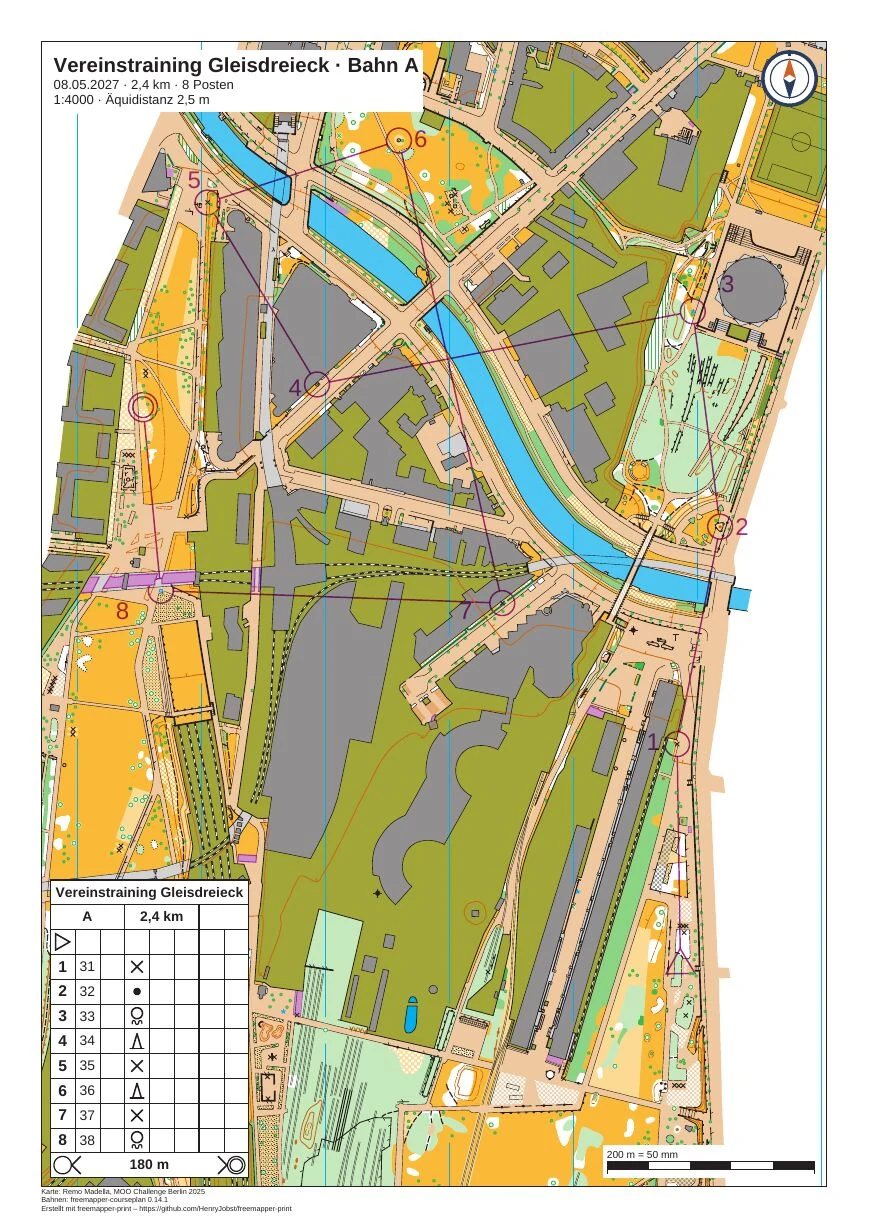 Vereinstraining Gleisdreieck · Bahn A
08.05.2027 · 2,4 km · 8 Posten
1:4000 · Äquidistanz 2,5 m
6
5
3
4
2
8
7
1
Vereinstraining Gleisdreieck
A 2,4 km
1 31
2 32
3 33
4 34
5 35
6 36
7 37
8 38
180 m
200 m = 50 mm
Karte: Remo Madella, MOO Challenge Berlin 2025
Bahnen: freemapper-courseplan 0.14.1
Erstellt mit freemapper-print – https://github.com/HenryJobst/freemapper-print